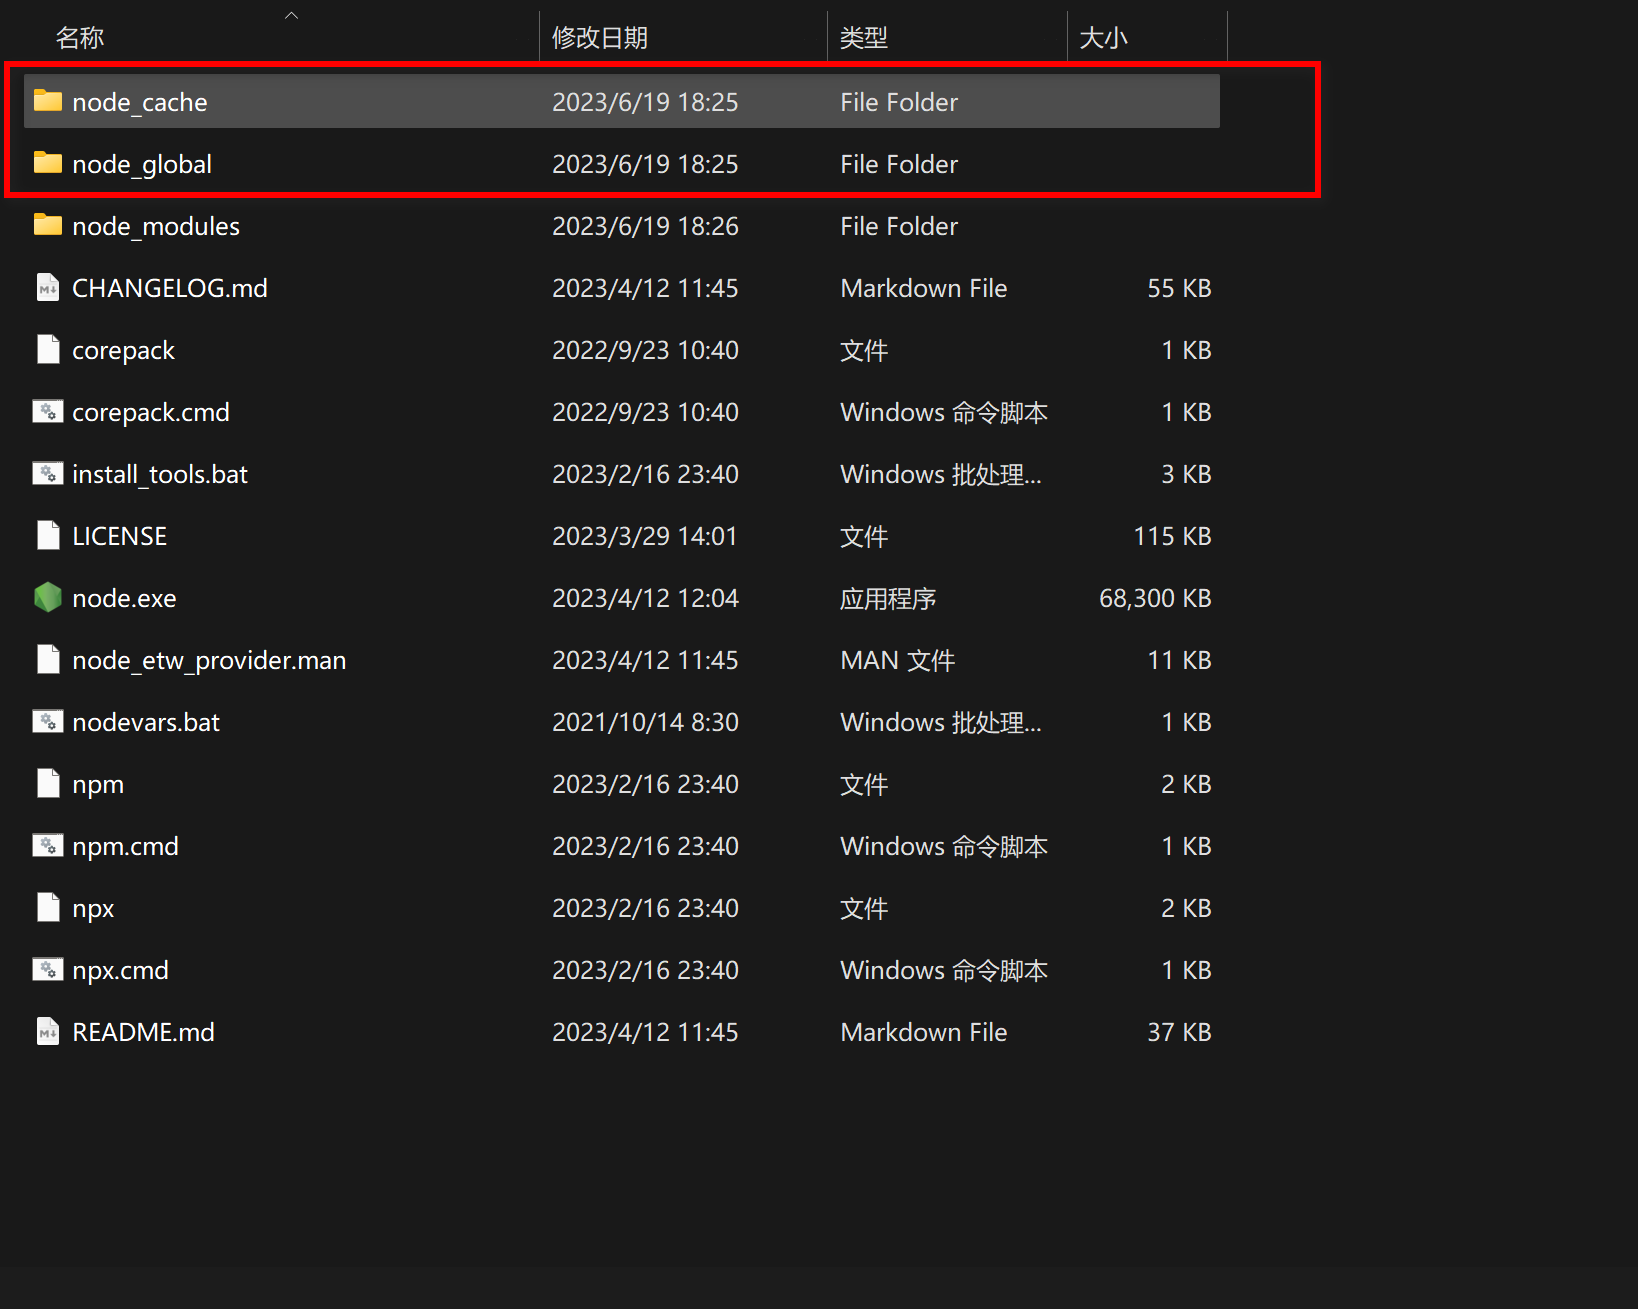 名称 修改日期 类型 大小
node_cache 2023/6/19 18:25 File Folder
node_global 2023/6/19 18:25 File Folder
node_modules 2023/6/19 18:26 File Folder
CHANGELOG.md 2023/4/12 11:45 Markdown File 55 KB
corepack 2022/9/23 10:40 文件 1 KB
corepack.cmd 2022/9/23 10:40 Windows 命令脚本 1 KB
install_tools.bat 2023/2/16 23:40 Windows 批处理... 3 KB
LICENSE 2023/3/29 14:01 文件 115 KB
node.exe 2023/4/12 12:04 应用程序 68,300 KB
node_etw_provider.man 2023/4/12 11:45 MAN 文件 11 KB
nodevars.bat 2021/10/14 8:30 Windows 批处理... 1 KB
npm 2023/2/16 23:40 文件 2 KB
npm.cmd 2023/2/16 23:40 Windows 命令脚本 1 KB
npx 2023/2/16 23:40 文件 2 KB
npx.cmd 2023/2/16 23:40 Windows 命令脚本 1 KB
README.md 2023/4/12 11:45 Markdown File 37 KB